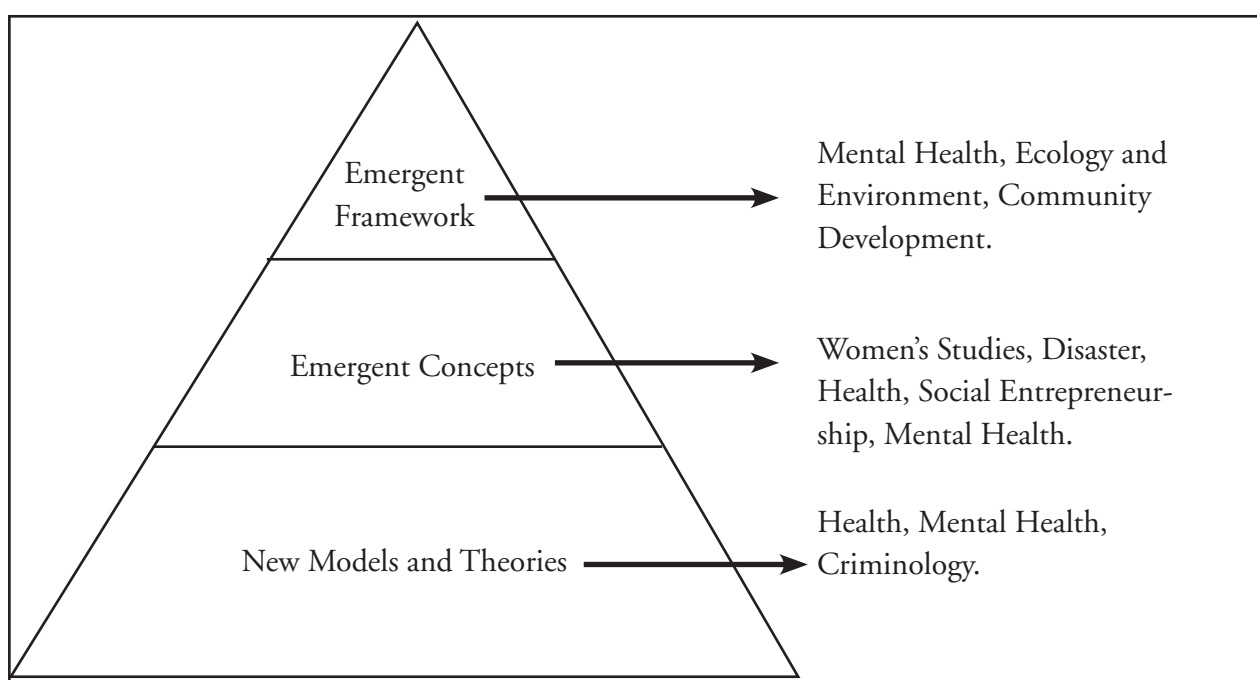 Emergent
Framework
Mental Health, Ecology and
Environment, Community
Development.
Emergent Concepts
Women’s Studies, Disaster,
Health, Social Entrepreneur-
ship, Mental Health.
New Models and Theories
Health, Mental Health,
Criminology.